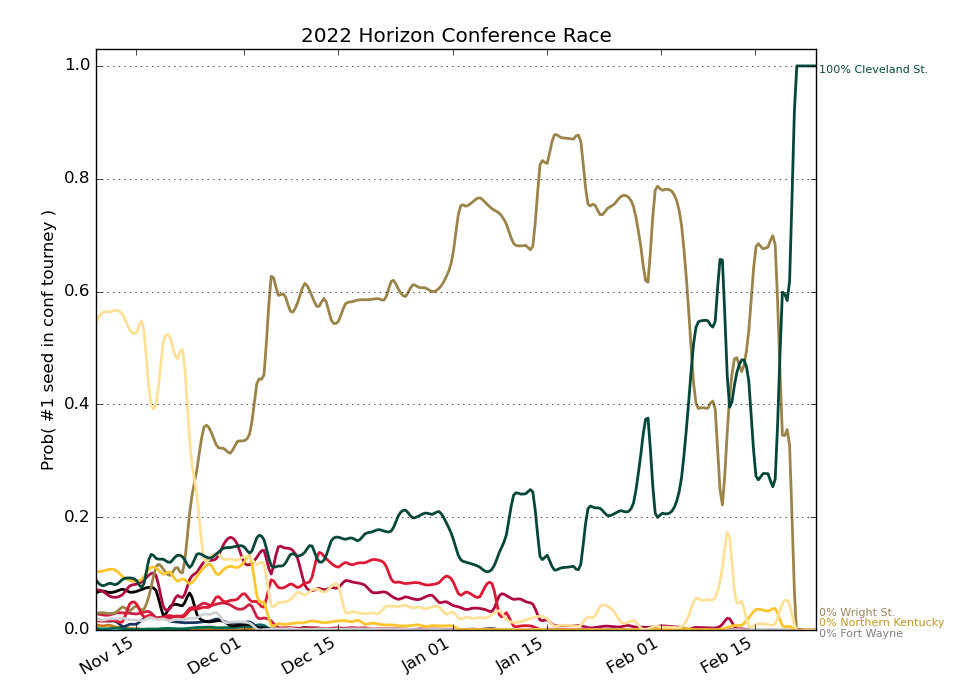 2022 Horizon Conference Race
Prob( #1 seed in conf tourney )
1.0
0.8
0.6
0.4
0.2
0.0
Nov 15
Dec 01
Dec 15
Jan 01
Jan 15
Feb 01
Feb 15
100% Cleveland St.
0% Wright St.
0% Northern Kentucky
0% Fort Wayne